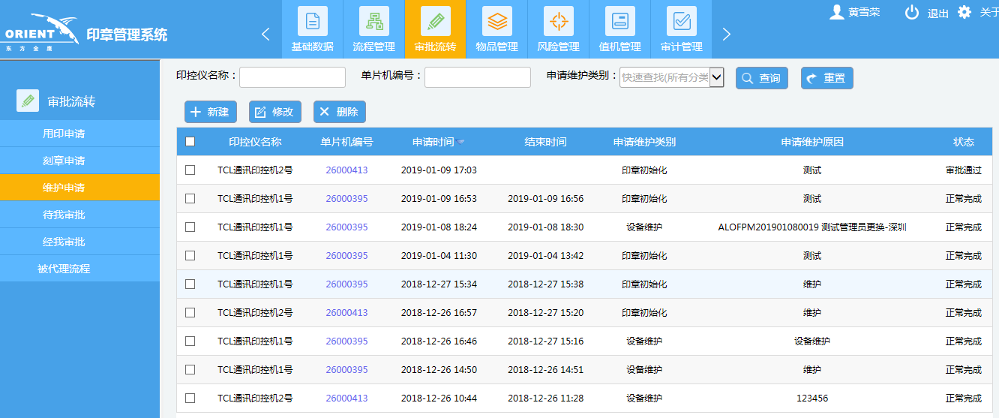 ORIENT
东方金度
印章管理系统
基础数据
流程管理
审批流转
物品管理
风险管理
值机管理
审计管理
黄雪荣
退出
关于
审批流转
用印申请
刻章申请
维护申请
待我审批
经我审批
被代理流程
印控仪名称： 单片机编号： 申请维护类别： 快速查找(所有分类 查询 重置
新建 修改 删除
印控仪名称 单片机编号 申请时间 结束时间 申请维护类别 申请维护原因 状态
TCL通讯印控机2号 26000413 2019-01-09 17:03 印章初始化 测试 审批通过
TCL通讯印控机1号 26000395 2019-01-09 16:53 2019-01-09 16:56 印章初始化 测试 正常完成
TCL通讯印控机1号 26000395 2019-01-08 18:24 2019-01-08 18:30 设备维护 ALOFPM201901080019 测试管理员更换-深圳 正常完成
TCL通讯印控机1号 26000395 2019-01-04 11:30 2019-01-04 13:42 印章初始化 测试 正常完成
TCL通讯印控机1号 26000395 2018-12-27 15:34 2018-12-27 15:38 印章初始化 维护 正常完成
TCL通讯印控机2号 26000413 2018-12-26 16:57 2018-12-27 15:20 印章初始化 维护 正常完成
TCL通讯印控机1号 26000395 2018-12-26 16:46 2018-12-27 15:16 设备维护 设备维护 正常完成
TCL通讯印控机1号 26000395 2018-12-26 14:50 2018-12-26 14:51 设备维护 维护 正常完成
TCL通讯印控机2号 26000413 2018-12-26 10:44 2018-12-26 11:28 设备维护 123456 正常完成